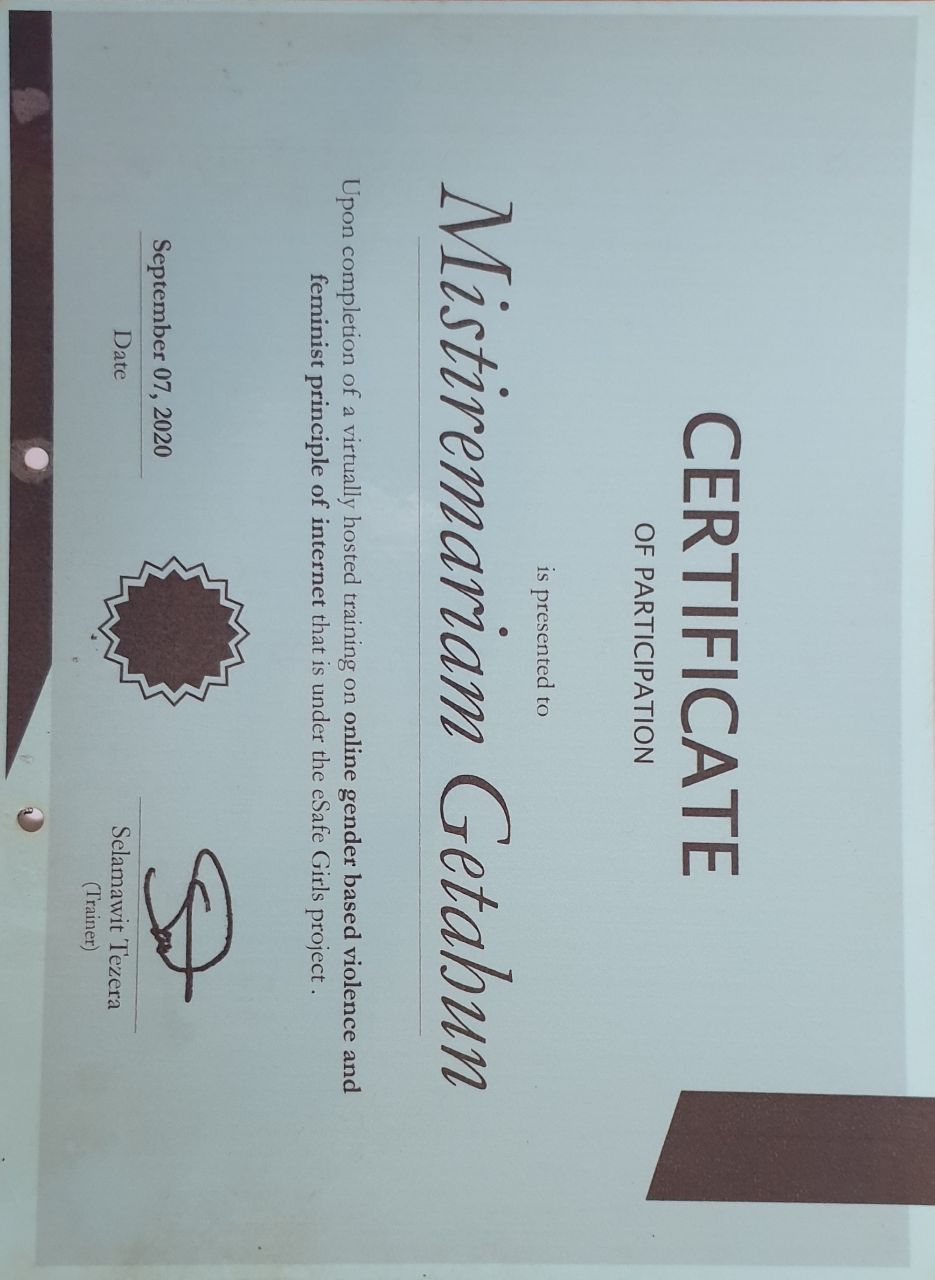 CERTIFICATE
OF PARTICIPATION
is presented to
Mistiremariam Getahun
Upon completion of a virtually hosted training on online gender based violence and
feminist principle of internet that is under the eSafe Girls project .
September 07, 2020
Date
Selamawit Tezera
(Trainer)